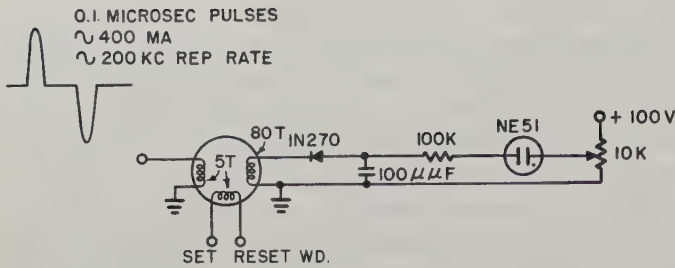 0.1. MICROSEC PULSES
~ 400 MA
~ 200 KC REP RATE
80T
1N270
100K
NE51
+ 100V
5T
100μμF
10K
SET RESET WD.